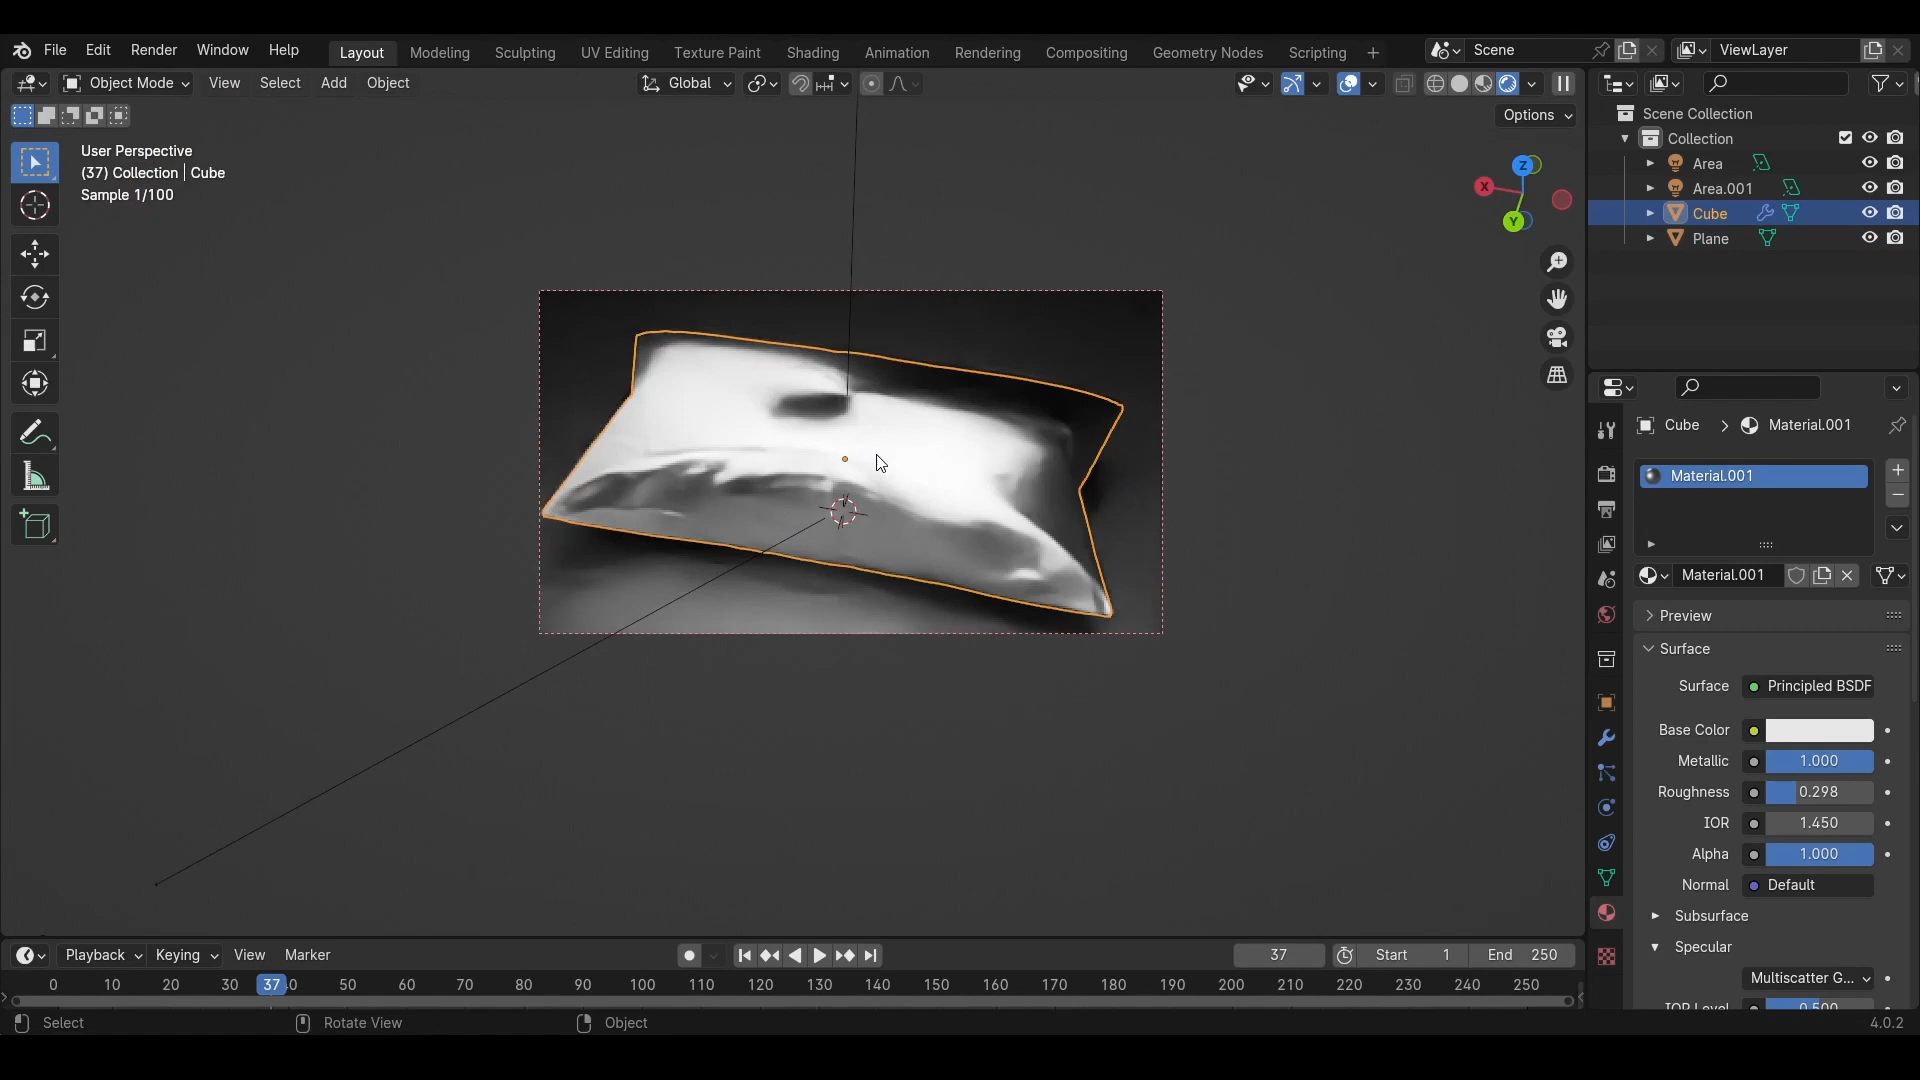 File Edit Render Window Help Layout Modeling Sculpting UV Editing Texture Paint Shading Animation Rendering Compositing Geometry Nodes Scripting + Scene ViewLayer
Object Mode View Select Add Object Global
Options
User Perspective
(37) Collection | Cube
Sample 1/100
Z
X
Y
Scene Collection
Collection
Area
Area.001
Cube
Plane
Cube > Material.001
Material.001
Material.001
Preview
Surface
Surface Principled BSDF
Base Color
Metallic 1.000
Roughness 0.298
IOR 1.450
Alpha 1.000
Normal Default
Subsurface
Specular
Multiscatter G...
IOR Level 0.500
Playback Keying View Marker 37 Start 1 End 250
0 10 20 30 37 50 60 70 80 90 100 110 120 130 140 150 160 170 180 190 200 210 220 230 240 250
Select Rotate View Object 4.0.2